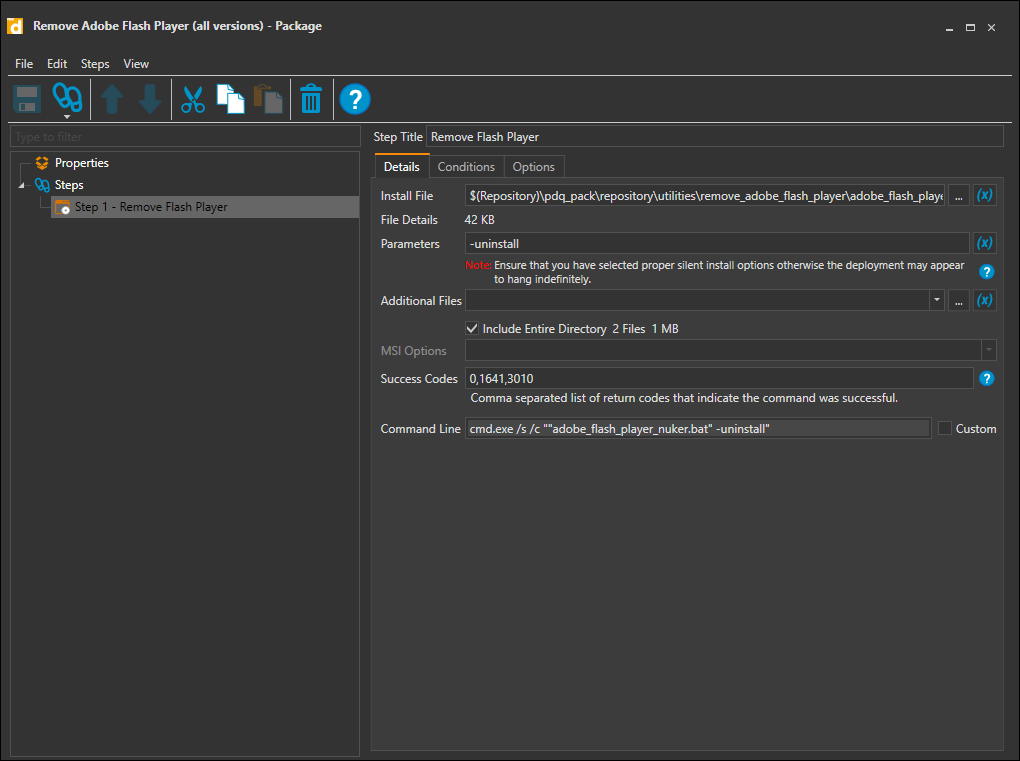 Remove Adobe Flash Player (all versions) - Package
File Edit Steps View
?
Type to filter
Step Title Remove Flash Player
Properties
Steps
Step 1 - Remove Flash Player
Details Conditions Options
Install File $(Repository)\pdq_pack\repository\utilities\remove_adobe_flash_player\adobe_flash_playe ... (x)
File Details 42 KB
Parameters -uninstall (x)
Note: Ensure that you have selected proper silent install options otherwise the deployment may appear ?
to hang indefinitely.
Additional Files ... (x)
Include Entire Directory 2 Files 1 MB
MSI Options
Success Codes 0,1641,3010 ?
Comma separated list of return codes that indicate the command was successful.
Command Line cmd.exe /s /c ""adobe_flash_player_nuker.bat" -uninstall" Custom